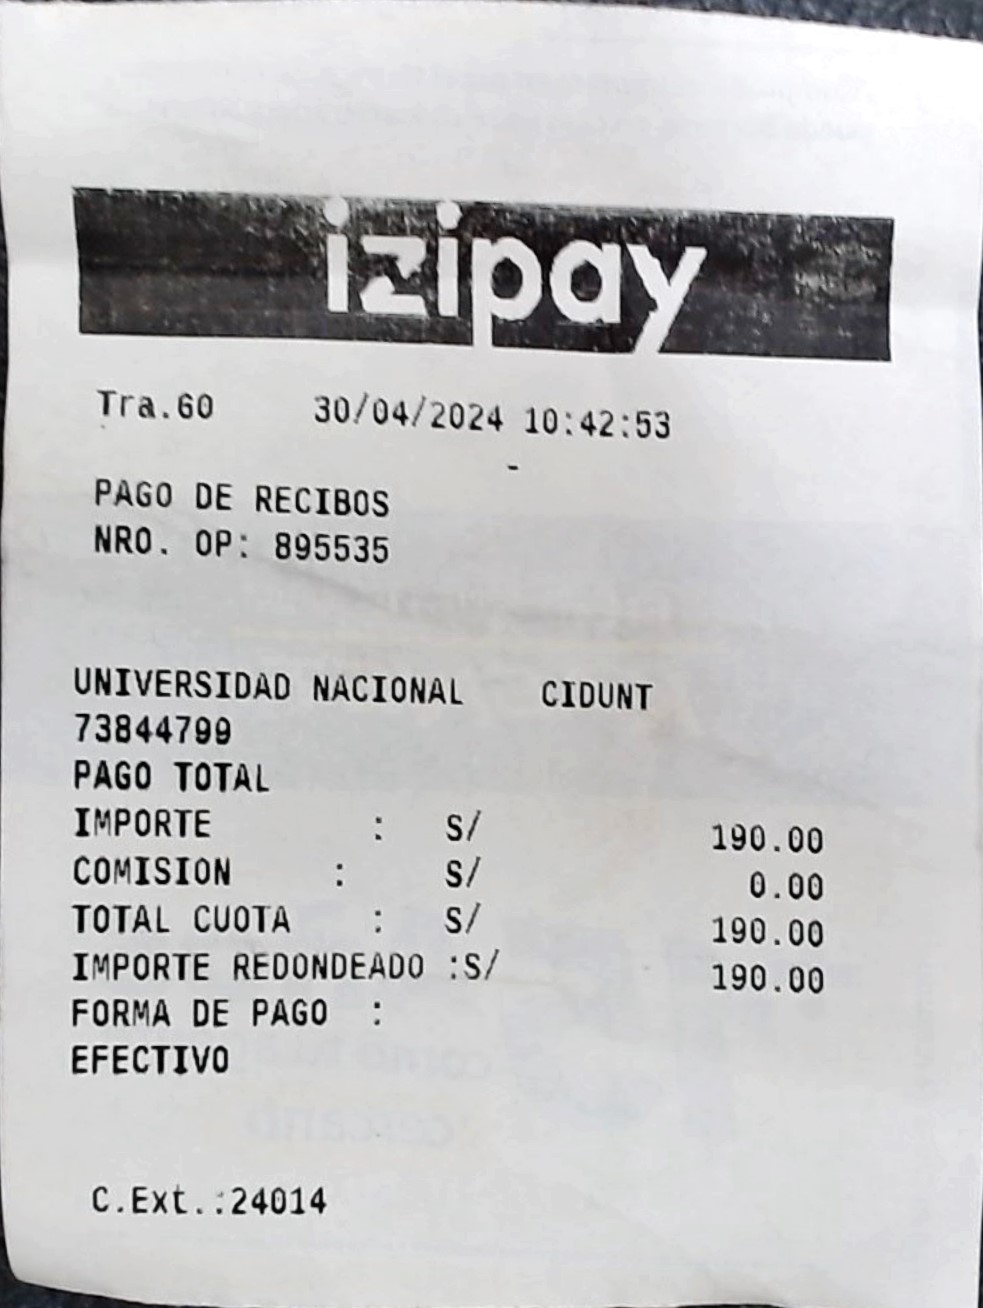 izipay
Tra.60 30/04/2024 10:42:53
-
PAGO DE RECIBOS
NRO. OP: 895535
UNIVERSIDAD NACIONAL CIDUNT
73844799
PAGO TOTAL
IMPORTE : S/ 190.00
COMISION : S/ 0.00
TOTAL CUOTA : S/ 190.00
IMPORTE REDONDEADO :S/ 190.00
FORMA DE PAGO :
EFECTIVO
C.Ext.:24014